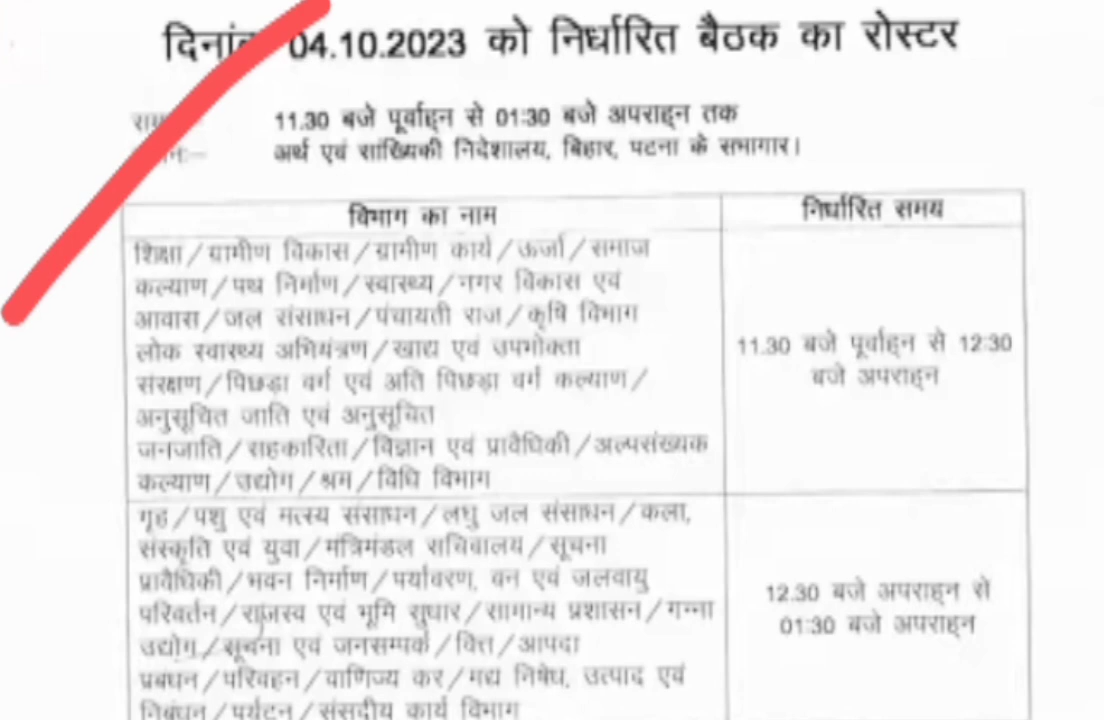 दिनांक 04.10.2023 को निर्धारित बैठक का रोस्टर
11.30 बजे पूर्वाह्न से 01:30 बजे अपराह्न तक
अर्थ एवं सांख्यिकी निदेशालय, बिहार, पटना के सभागार।
विभाग का नाम
निर्धारित समय
शिक्षा/ग्रामीण विकास/ग्रामीण कार्य/ऊर्जा/समाज
कल्याण/पथ निर्माण/स्वास्थ्य/नगर विकास एवं
आवास/जल संसाधन/पंचायती राज/कृषि विभाग
लोक स्वास्थ्य अभियंत्रण/खाद्य एवं उपभोक्ता
संरक्षण/पिछड़ा वर्ग एवं अति पिछड़ा वर्ग कल्याण/
अनुसूचित जाति एवं अनुसूचित
जनजाति/सहकारिता/विज्ञान एवं प्रावैधिकी/अल्पसंख्यक
कल्याण/उद्योग/श्रम/विधि विभाग
11.30 बजे पूर्वाह्न से 12:30
बजे अपराह्न
गृह/पशु एवं मत्स्य संसाधन/लघु जल संसाधन/कला,
संस्कृति एवं युवा/मंत्रिमंडल सचिवालय/सूचना
प्रावैधिकी/भवन निर्माण/पर्यावरण, वन एवं जलवायु
परिवर्तन/राजस्व एवं भूमि सुधार/सामान्य प्रशासन/गन्ना
उद्योग/सूचना एवं जनसम्पर्क/वित्त/आपदा
प्रबंधन/परिवहन/वाणिज्य कर/मद्य निषेध, उत्पाद एवं
निबंधन/पर्यटन/संसदीय कार्य विभाग
12.30 बजे अपराह्न से
01:30 बजे अपराह्न